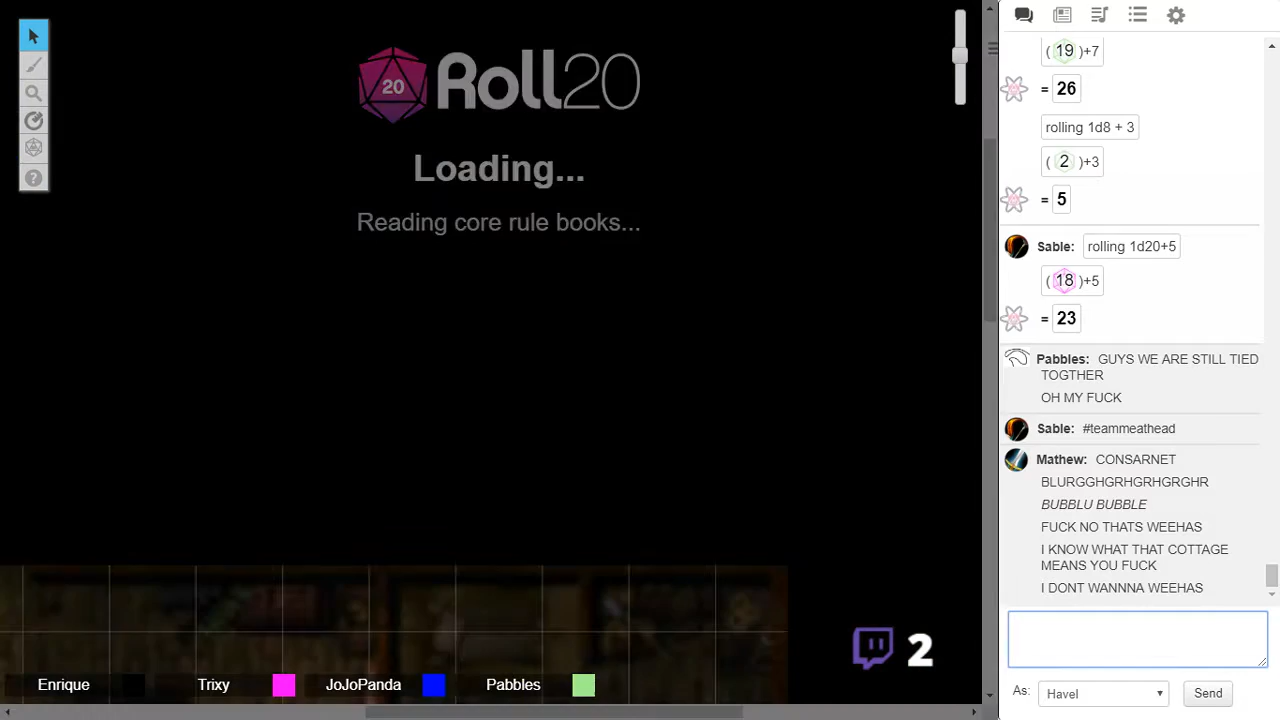 20 Roll20
Loading...
Reading core rule books...
?
Enrique Trixy JoJoPanda Pabbles
2
( 19 )+7
= 26
rolling 1d8 + 3
( 2 )+3
= 5
Sable: rolling 1d20+5
( 18 )+5
= 23
Pabbles: GUYS WE ARE STILL TIED
TOGTHER
OH MY FUCK
Sable: #teammeathead
Mathew: CONSARNET
BLURGGHGRHGRHGRGHR
BUBBLU BUBBLE
FUCK NO THATS WEEHAS
I KNOW WHAT THAT COTTAGE
MEANS YOU FUCK
I DONT WANNNA WEEHAS
As: Havel Send